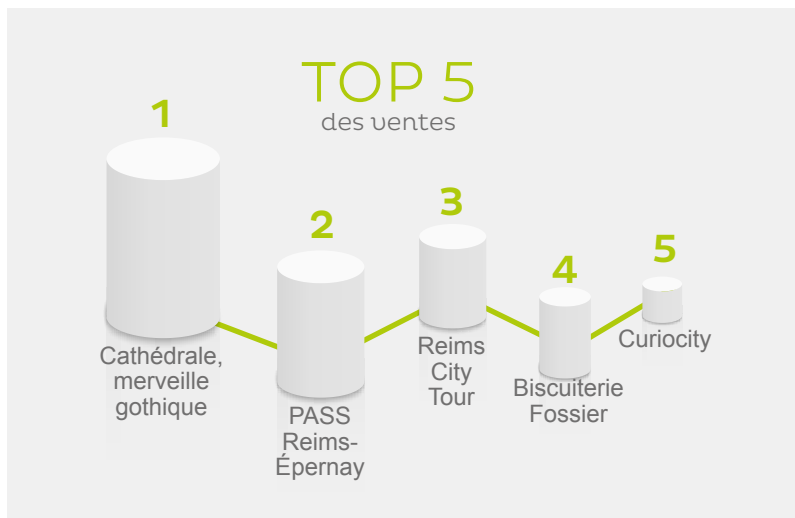 TOP 5
des ventes
1
Cathédrale,
merveille
gothique
2
PASS
Reims-
Épernay
3
Reims
City
Tour
4
Biscuiterie
Fossier
5
Curiocity